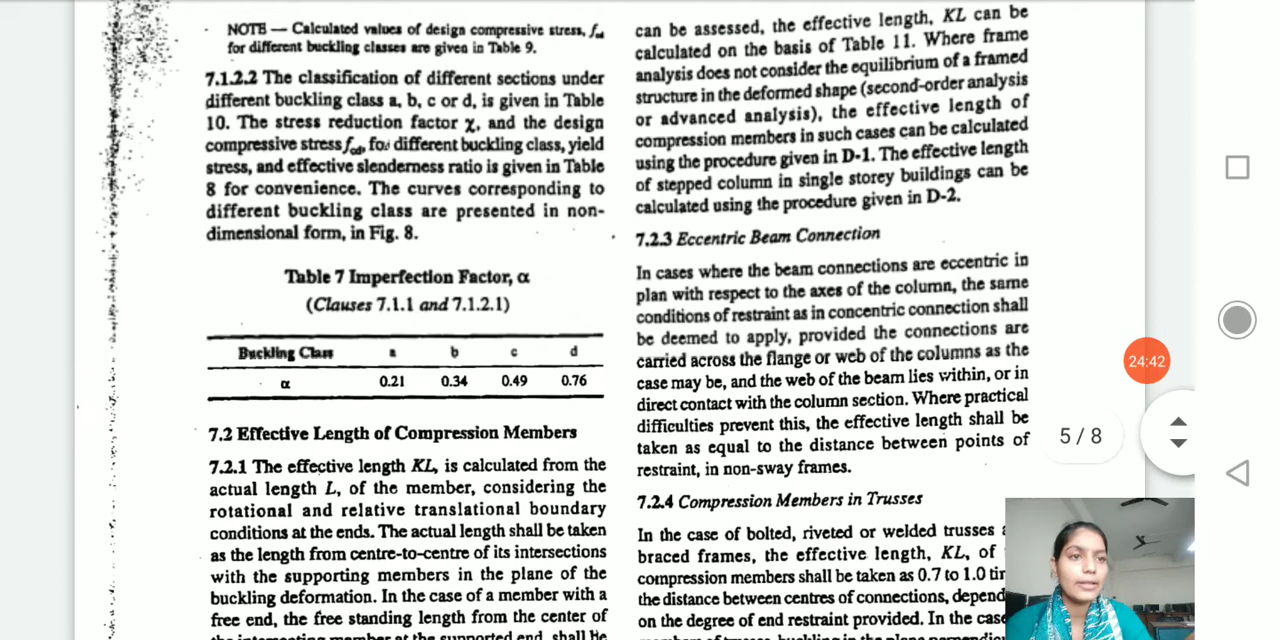 NOTE — Calculated values of design compressive stress, fcd
for different buckling classes are given in Table 9.
7.1.2.2 The classification of different sections under
different buckling class a, b, c or d, is given in Table
10. The stress reduction factor χ, and the design
compressive stress fcd, for different buckling class, yield
stress, and effective slenderness ratio is given in Table
8 for convenience. The curves corresponding to
different buckling class are presented in non-
dimensional form, in Fig. 8.
Table 7 Imperfection Factor, α
(Clauses 7.1.1 and 7.1.2.1)
Buckling Class a b c d
α 0.21 0.34 0.49 0.76
7.2 Effective Length of Compression Members
7.2.1 The effective length KL, is calculated from the
actual length L, of the member, considering the
rotational and relative translational boundary
conditions at the ends. The actual length shall be taken
as the length from centre-to-centre of its intersections
with the supporting members in the plane of the
buckling deformation. In the case of a member with a
free end, the free standing length from the center of
the intersecting member at the supported end, shall be
can be assessed, the effective length, KL can be
calculated on the basis of Table 11. Where frame
analysis does not consider the equilibrium of a framed
structure in the deformed shape (second-order analysis
or advanced analysis), the effective length of
compression members in such cases can be calculated
using the procedure given in D-1. The effective length
of stepped column in single storey buildings can be
calculated using the procedure given in D-2.
7.2.3 Eccentric Beam Connection
In cases where the beam connections are eccentric in
plan with respect to the axes of the column, the same
conditions of restraint as in concentric connection shall
be deemed to apply, provided the connections are
carried across the flange or web of the columns as the
case may be, and the web of the beam lies within, or in
direct contact with the column section. Where practical
difficulties prevent this, the effective length shall be
taken as equal to the distance between points of
restraint, in non-sway frames.
7.2.4 Compression Members in Trusses
In the case of bolted, riveted or welded trusses
braced frames, the effective length, KL, of
compression members shall be taken as 0.7 to 1.0
the distance between centres of connections, depend
on the degree of end restraint provided. In the case
24:42
5 / 8